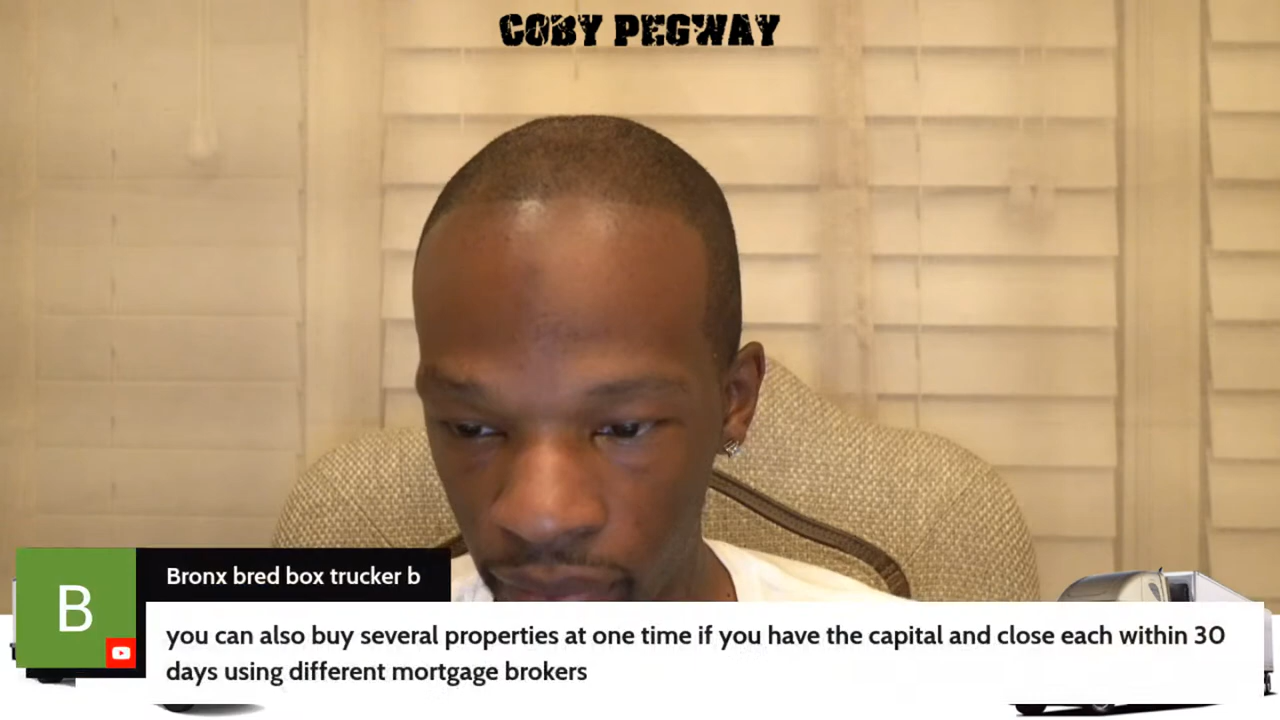 COBY PEGWAY
B
Bronx bred box trucker b
you can also buy several properties at one time if you have the capital and close each within 30
days using different mortgage brokers